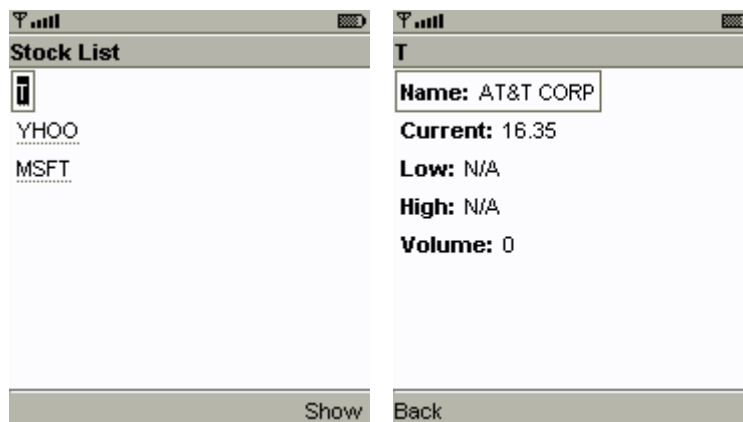 Stock List
T
YHOO
MSFT
Show
T
Name: AT&T CORP
Current: 16.35
Low: N/A
High: N/A
Volume: 0
Back